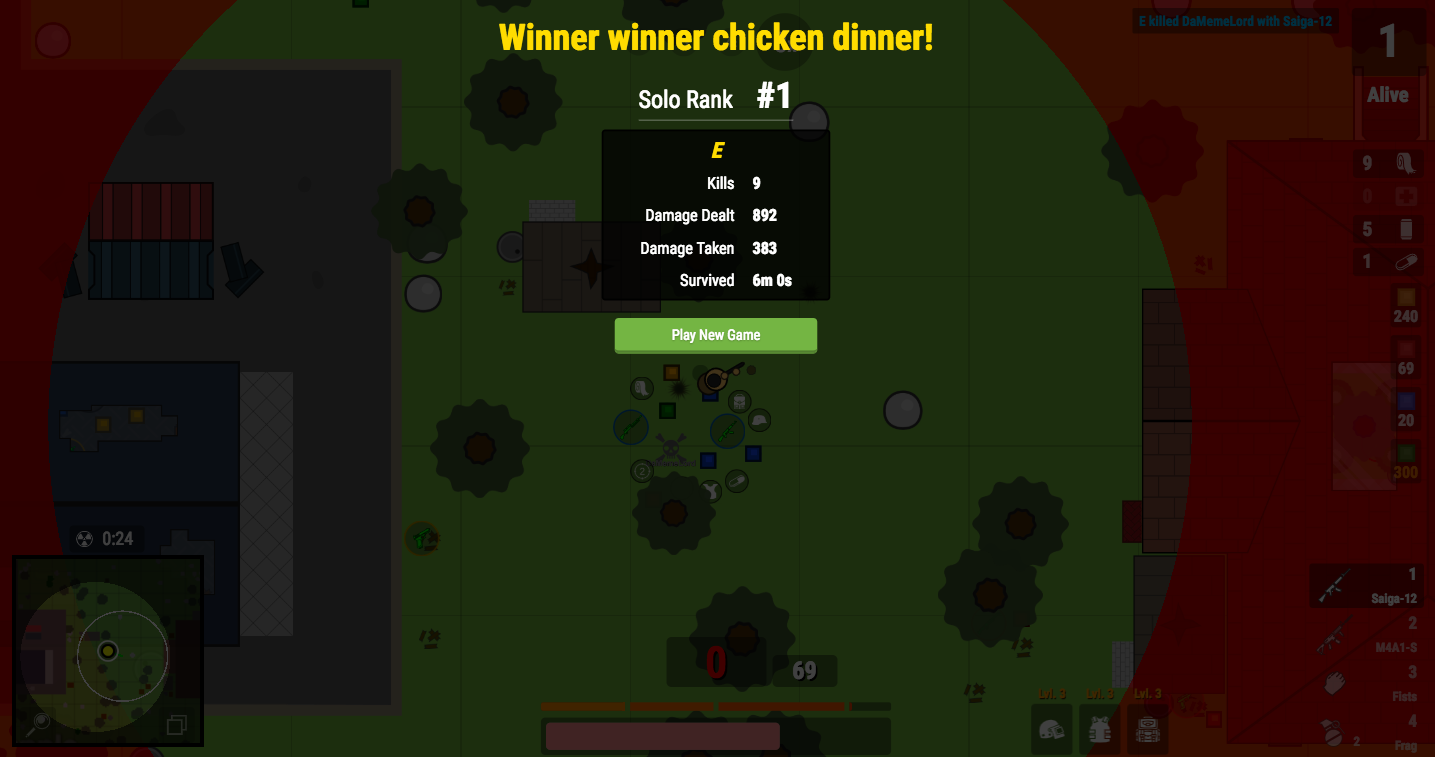 Winner winner chicken dinner!
E killed DaMemeLord with Saiga-12
1
Alive
Solo Rank #1
E
Kills 9
Damage Dealt 892
Damage Taken 383
Survived 6m 0s
Play New Game
9
0
5
1
240
69
20
300
0:24
0 69
Lvl. 3 Lvl. 3 Lvl. 3
1
Saiga-12
2
M4A1-S
3
Fists
4
2
Frag